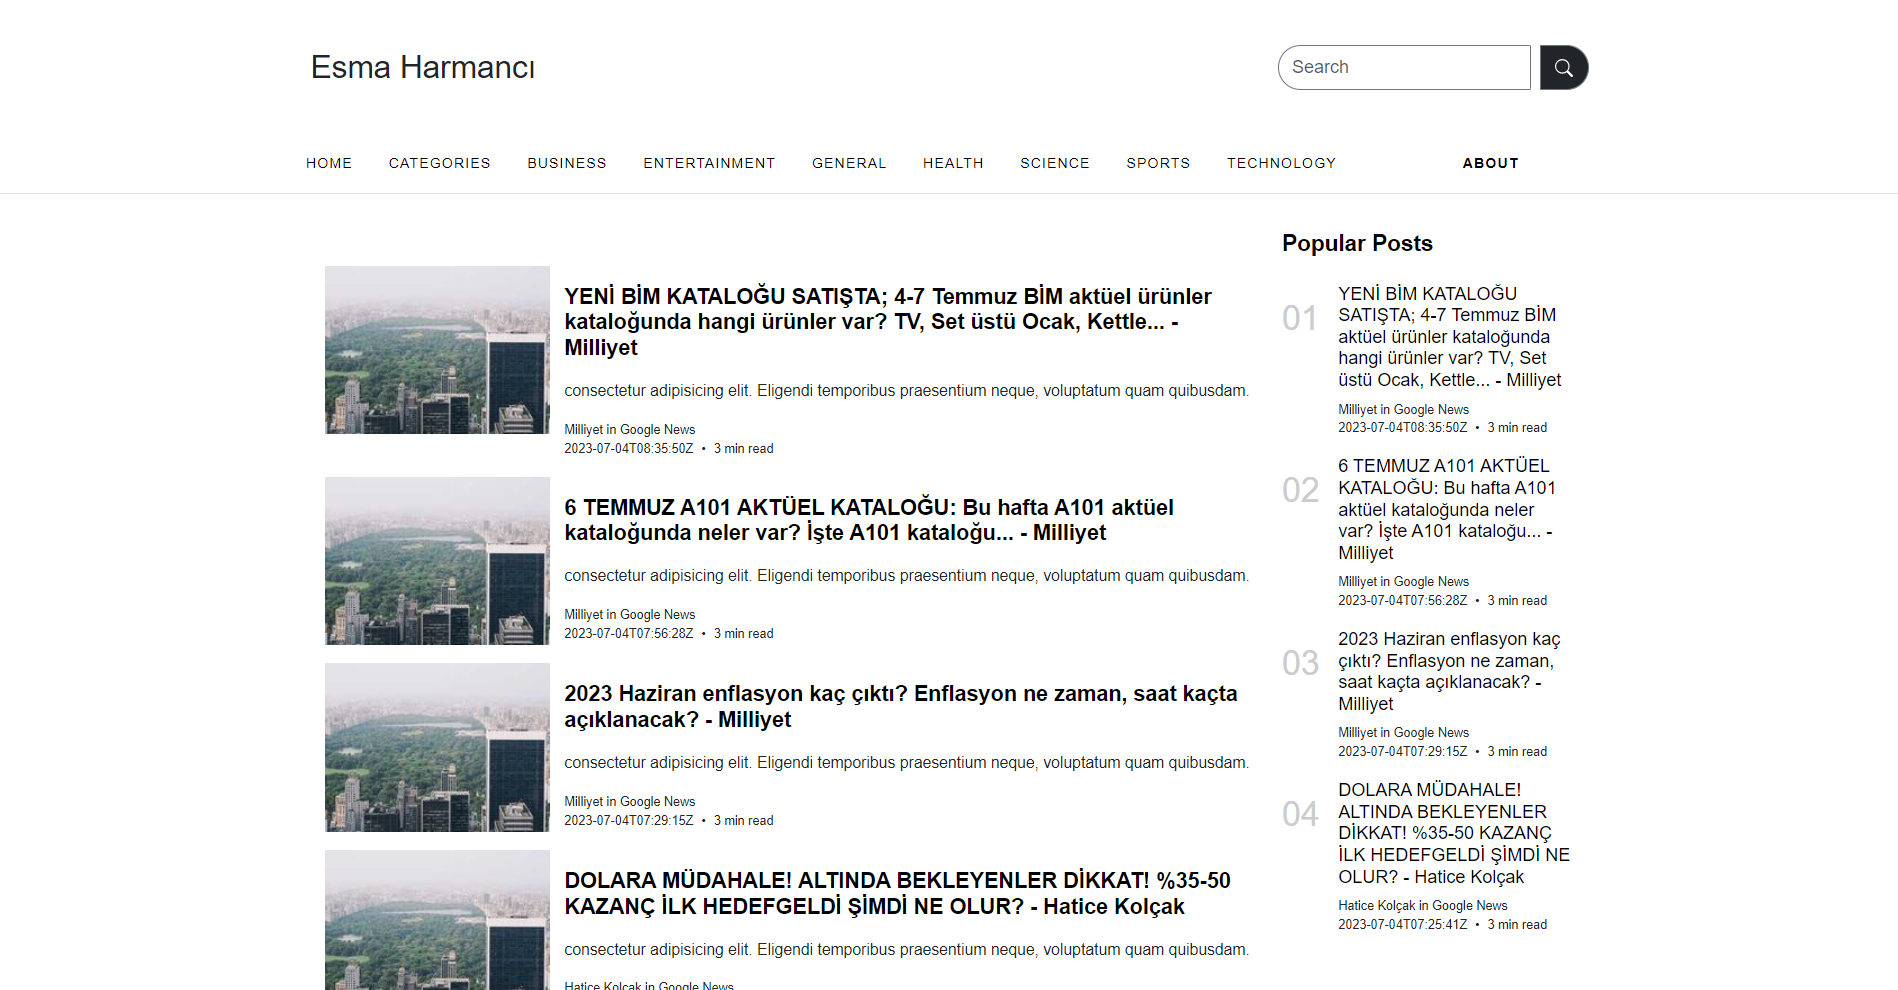 Esma Harmancı
Search
HOME CATEGORIES BUSINESS ENTERTAINMENT GENERAL HEALTH SCIENCE SPORTS TECHNOLOGY ABOUT
YENİ BİM KATALOĞU SATIŞTA; 4-7 Temmuz BİM aktüel ürünler
kataloğunda hangi ürünler var? TV, Set üstü Ocak, Kettle... -
Milliyet
consectetur adipisicing elit. Eligendi temporibus praesentium neque, voluptatum quam quibusdam.
Milliyet in Google News
2023-07-04T08:35:50Z • 3 min read
6 TEMMUZ A101 AKTÜEL KATALOĞU: Bu hafta A101 aktüel
kataloğunda neler var? İşte A101 kataloğu... - Milliyet
consectetur adipisicing elit. Eligendi temporibus praesentium neque, voluptatum quam quibusdam.
Milliyet in Google News
2023-07-04T07:56:28Z • 3 min read
2023 Haziran enflasyon kaç çıktı? Enflasyon ne zaman, saat kaçta
açıklanacak? - Milliyet
consectetur adipisicing elit. Eligendi temporibus praesentium neque, voluptatum quam quibusdam.
Milliyet in Google News
2023-07-04T07:29:15Z • 3 min read
DOLARA MÜDAHALE! ALTINDA BEKLEYENLER DİKKAT! %35-50
KAZANÇ İLK HEDEFGELDİ ŞİMDİ NE OLUR? - Hatice Kolçak
consectetur adipisicing elit. Eligendi temporibus praesentium neque, voluptatum quam quibusdam.
Hatice Kolçak in Google News
Popular Posts
01
YENİ BİM KATALOĞU
SATIŞTA; 4-7 Temmuz BİM
aktüel ürünler kataloğunda
hangi ürünler var? TV, Set
üstü Ocak, Kettle... - Milliyet
Milliyet in Google News
2023-07-04T08:35:50Z • 3 min read
02
6 TEMMUZ A101 AKTÜEL
KATALOĞU: Bu hafta A101
aktüel kataloğunda neler
var? İşte A101 kataloğu... -
Milliyet
Milliyet in Google News
2023-07-04T07:56:28Z • 3 min read
03
2023 Haziran enflasyon kaç
çıktı? Enflasyon ne zaman,
saat kaçta açıklanacak? -
Milliyet
Milliyet in Google News
2023-07-04T07:29:15Z • 3 min read
04
DOLARA MÜDAHALE!
ALTINDA BEKLEYENLER
DİKKAT! %35-50 KAZANÇ
İLK HEDEFGELDİ ŞİMDİ NE
OLUR? - Hatice Kolçak
Hatice Kolçak in Google News
2023-07-04T07:25:41Z • 3 min read